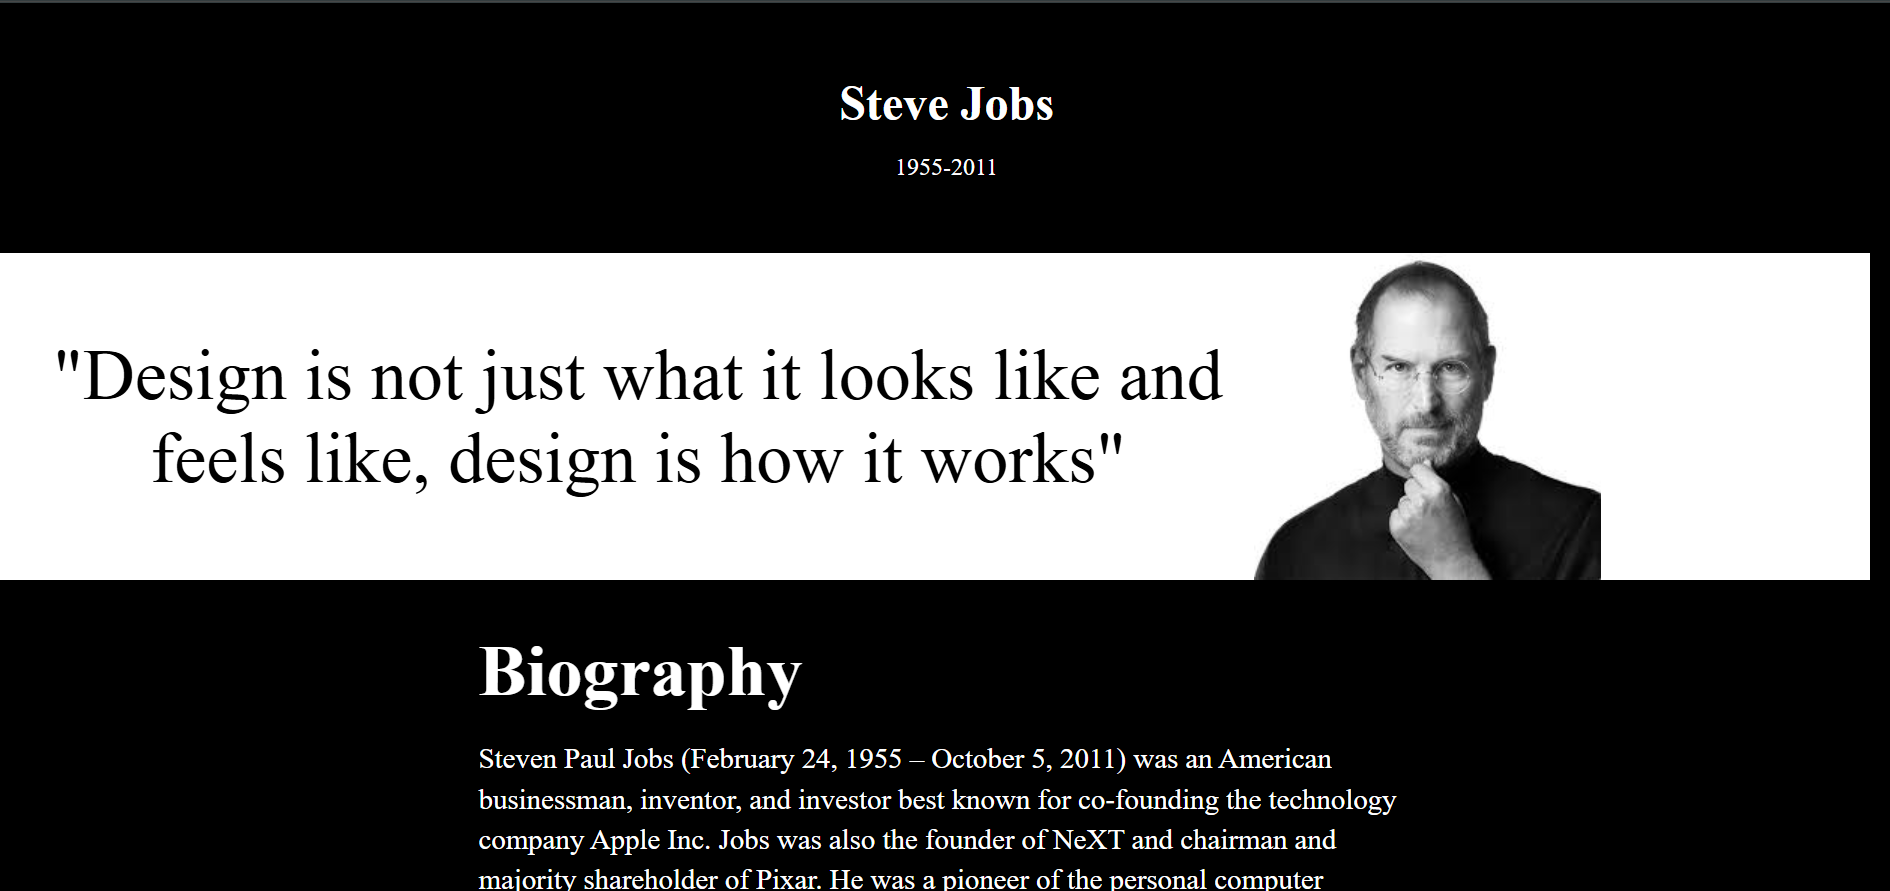 Steve Jobs
1955-2011
"Design is not just what it looks like and
feels like, design is how it works"
Biography
Steven Paul Jobs (February 24, 1955 – October 5, 2011) was an American
businessman, inventor, and investor best known for co-founding the technology
company Apple Inc. Jobs was also the founder of NeXT and chairman and
majority shareholder of Pixar. He was a pioneer of the personal computer